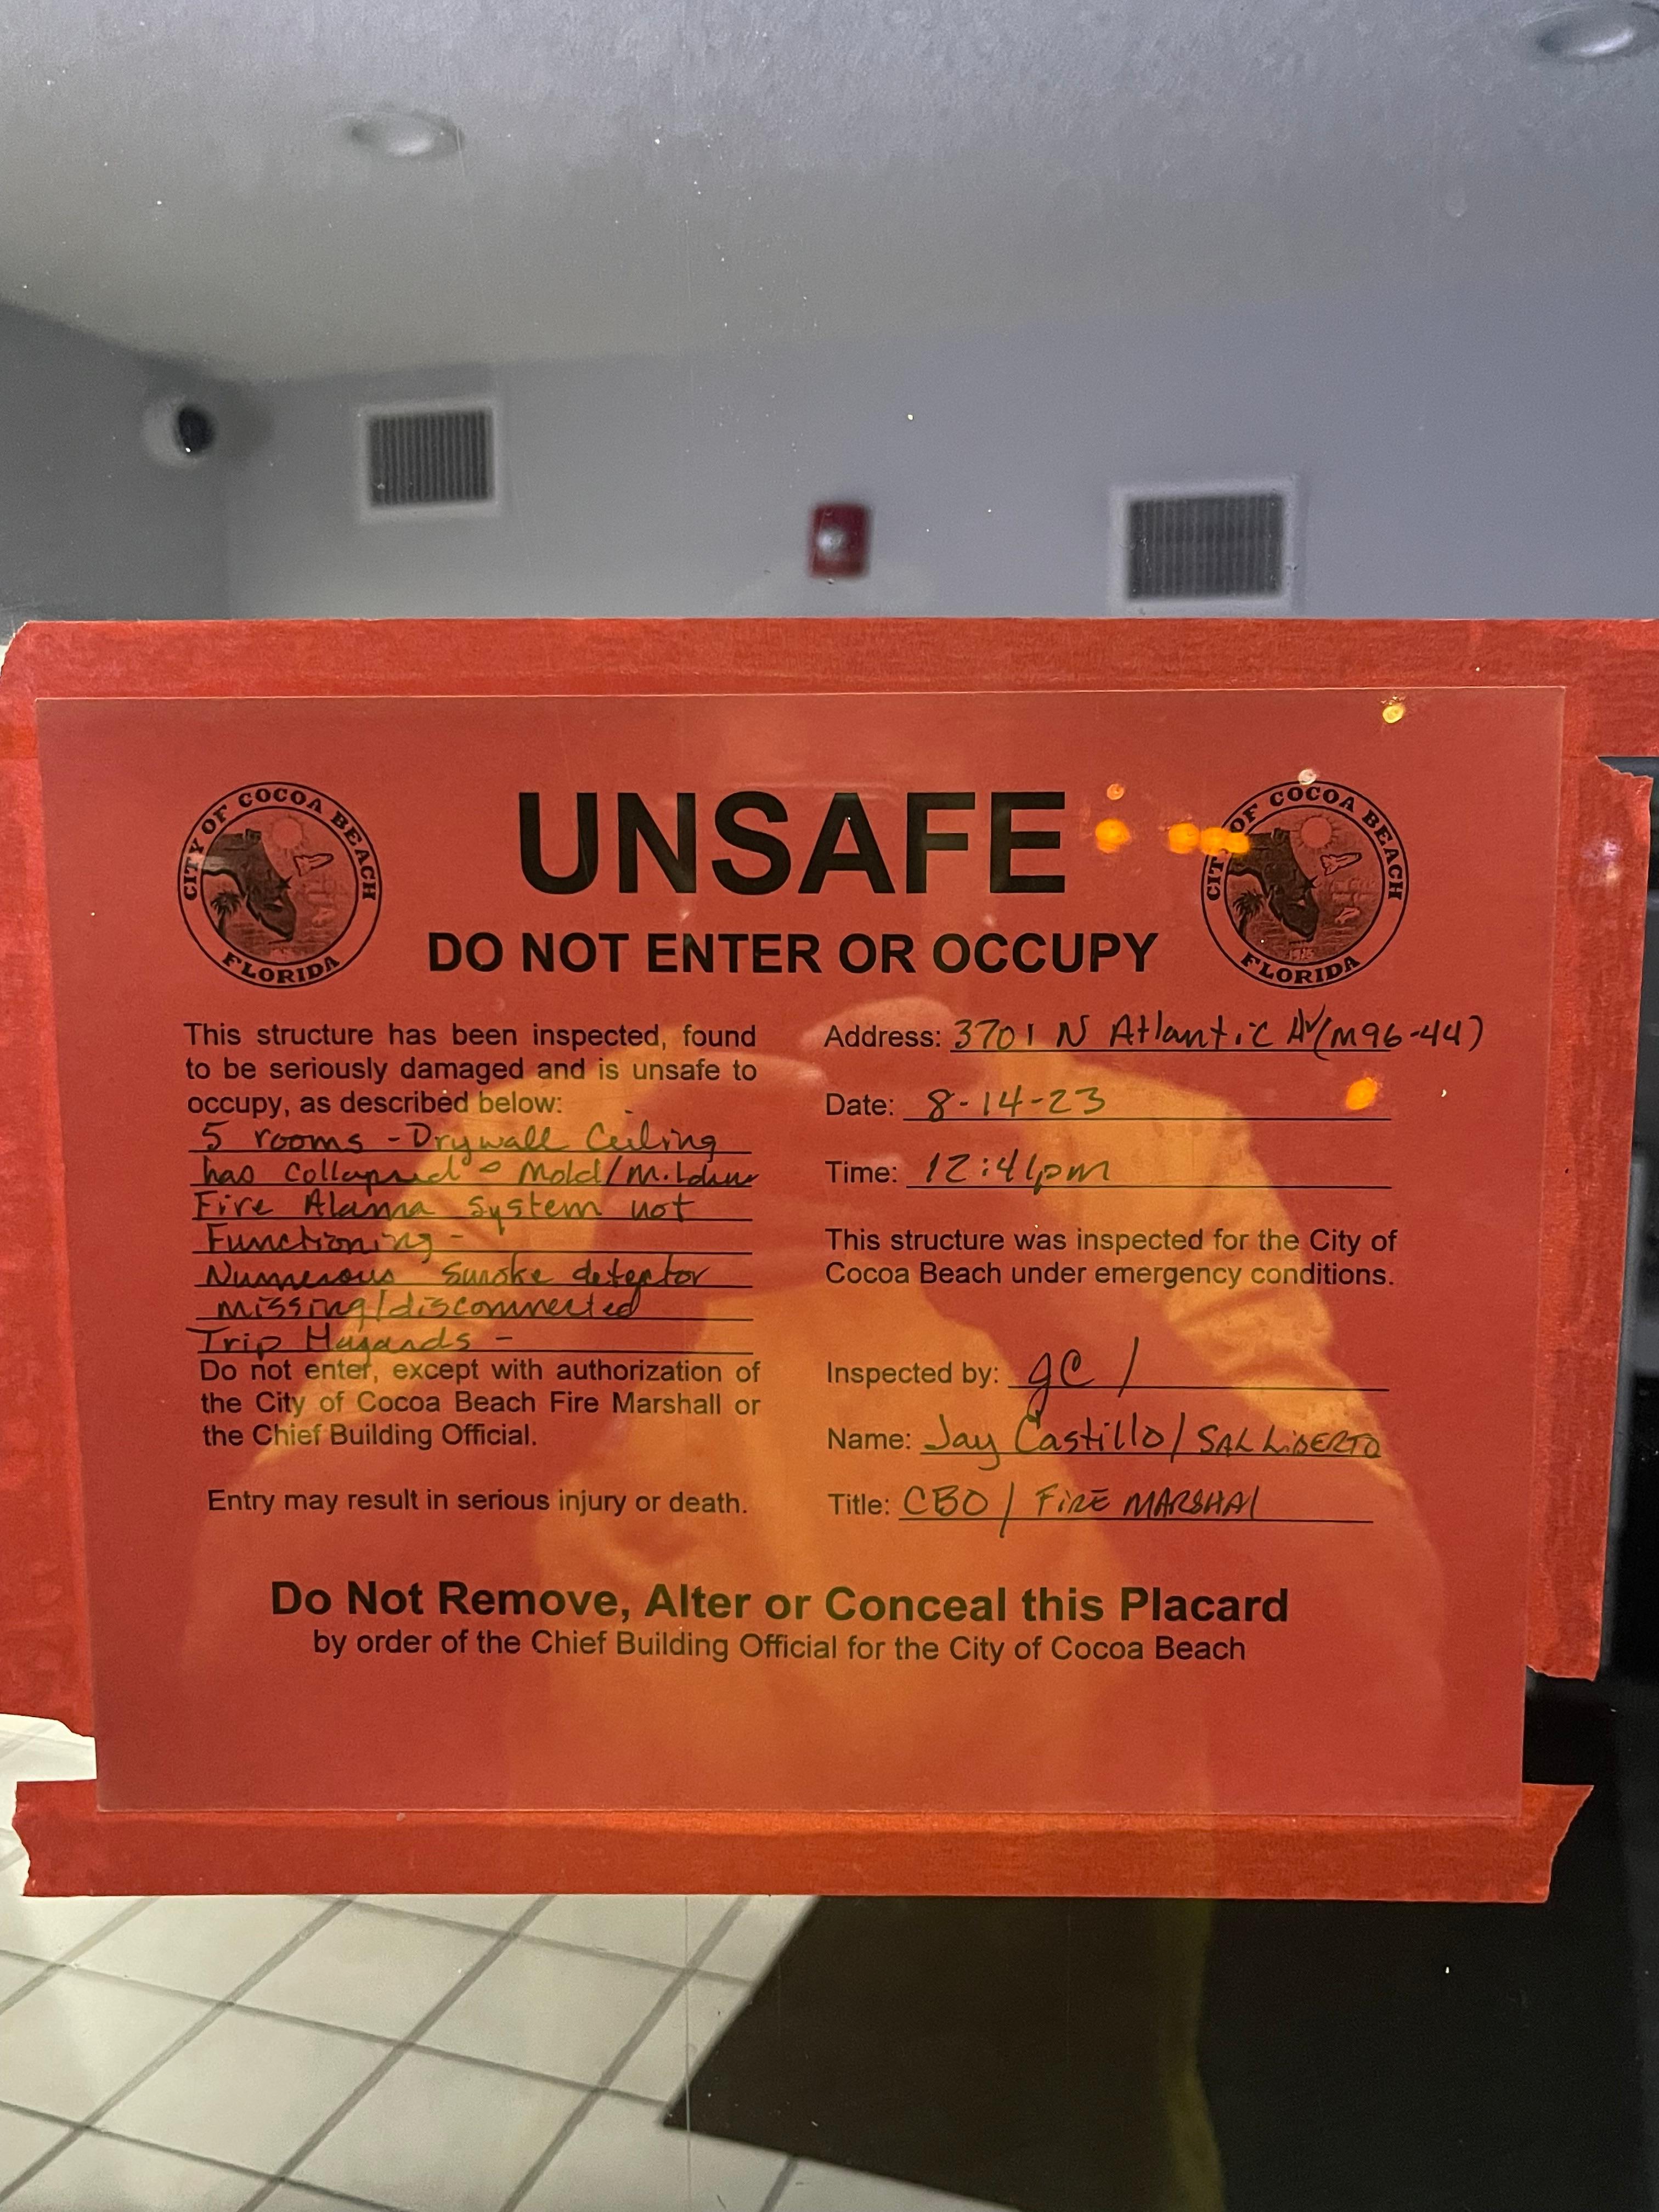 CITY OF COCOA BEACH
FLORIDA
UNSAFE
DO NOT ENTER OR OCCUPY
CITY OF COCOA BEACH
FLORIDA
This structure has been inspected, found
to be seriously damaged and is unsafe to
occupy, as described below:
5 rooms - Drywall Ceiling
has collapsed - Mold/Mildew
Fire Alarm System not
Functioning -
Numerous smoke detector
missing/disconnected
Trip Hazards -
Do not enter, except with authorization of
the City of Cocoa Beach Fire Marshall or
the Chief Building Official.
Entry may result in serious injury or death.
Address: 3701 N Atlantic Av (M96-44)
Date: 8-14-23
Time: 12:41pm
This structure was inspected for the City of
Cocoa Beach under emergency conditions.
Inspected by: JC /
Name: Jay Castillo / SAL LiBERTO
Title: CBO / FiRE MARSHAl
Do Not Remove, Alter or Conceal this Placard
by order of the Chief Building Official for the City of Cocoa Beach